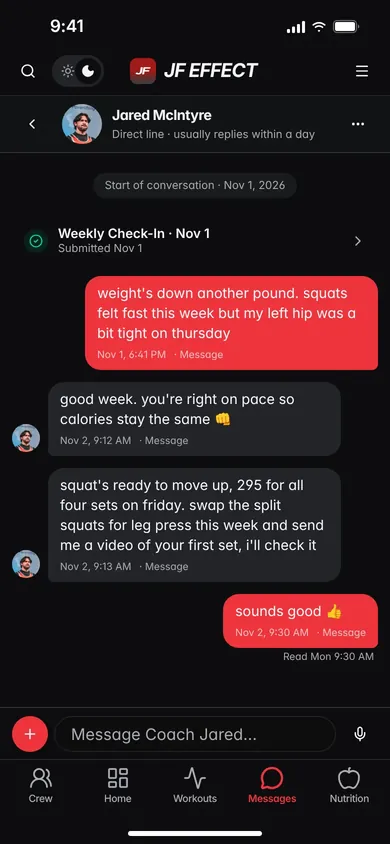 9:41
JF JF EFFECT
Jared McIntyre
Direct line · usually replies within a day
Start of conversation · Nov 1, 2026
Weekly Check-In · Nov 1
Submitted Nov 1
weight's down another pound. squats
felt fast this week but my left hip was a
bit tight on thursday
Nov 1, 6:41 PM · Message
good week. you're right on pace so
calories stay the same 👊
Nov 2, 9:12 AM · Message
squat's ready to move up, 295 for all
four sets on friday. swap the split
squats for leg press this week and send
me a video of your first set, i'll check it
Nov 2, 9:13 AM · Message
sounds good 👍
Nov 2, 9:30 AM · Message
Read Mon 9:30 AM
Message Coach Jared...
Crew Home Workouts Messages Nutrition